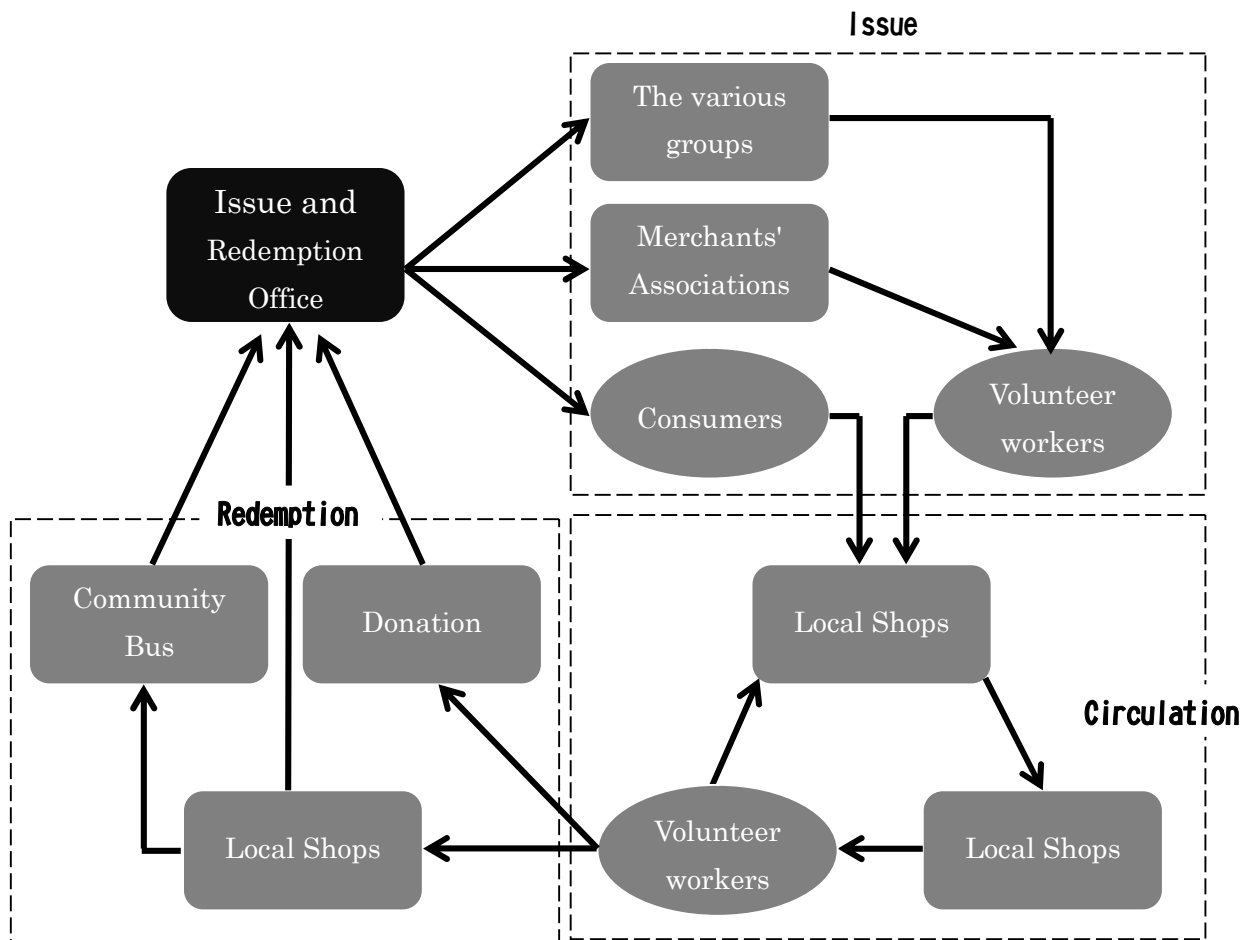 Issue
The various
groups
Issue and
Redemption
Office
Merchants'
Associations
Consumers
Volunteer
workers
Redemption
Community
Bus
Donation
Local Shops
Circulation
Local Shops
Volunteer
workers
Local Shops